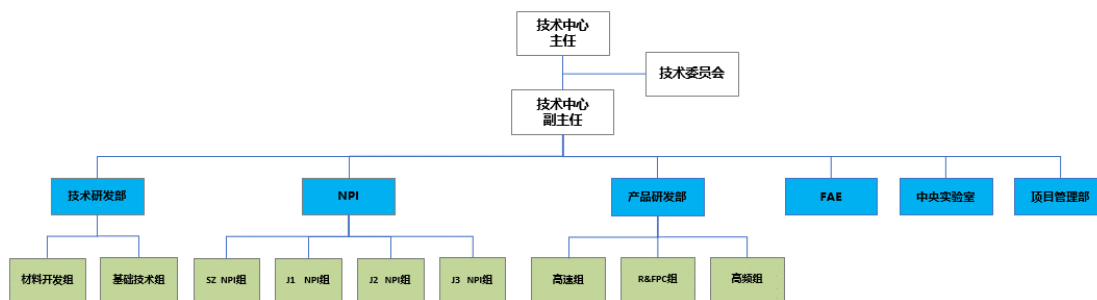 技术中心
主任
技术委员会
技术中心
副主任
技术研发部
NPI
产品研发部
FAE
中央实验室
项目管理部
材料开发组
基础技术组
SZ NPI组
J1 NPI组
J2 NPI组
J3 NPI组
高速组
R&FPC组
高频组